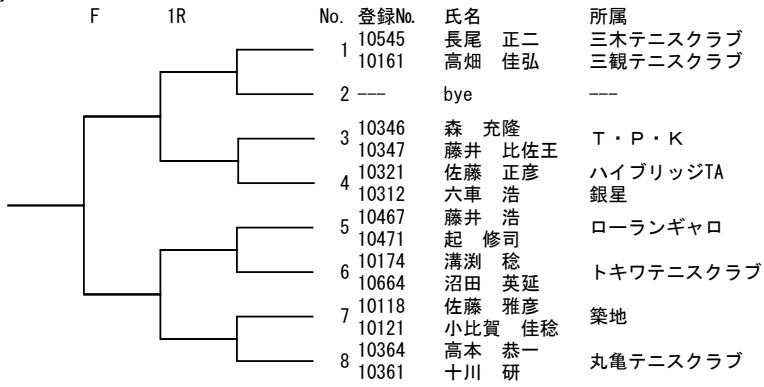 F 1R No. 登録No. 氏名 所属
1 10545 長尾 正二 三木テニスクラブ
10161 高畑 佳弘 三観テニスクラブ
2 --- bye ---
3 10346 森 充隆 T・P・K
10347 藤井 比佐王
4 10321 佐藤 正彦 ハイブリッジTA
10312 六車 浩 銀星
5 10467 藤井 浩 ローランギャロ
10471 起 修司
6 10174 溝渕 稔 トキワテニスクラブ
10664 沼田 英延
7 10118 佐藤 雅彦 築地
10121 小比賀 佳稔
8 10364 高本 恭一 丸亀テニスクラブ
10361 十川 研